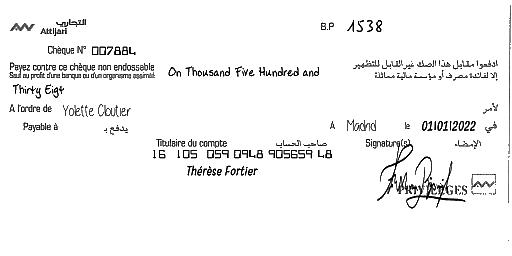 التجاري
Attijari
B.P 1538
Chèque N° 007884
Payez contre ce chèque non endossable
Sauf au profit d'une banque ou d'un organisme assimilé
On Thousand Five Hundred and
ادفعوا مقابل هذا الصك غير القابل للتظهير
إلا لفائدة مصرف أو مؤسسة مالية مماثلة
Thirty Eigt
A l'ordre de Yolette Cloutier
لأمر
Payable à يدفع بـ
A Madrid le 01/01/2022 في
Titulaire du compte صاحب الحساب
Signature(s) الإمضاء
16 105 059 0948 905659 48
Thérèse Fortier
PRIVILEGES